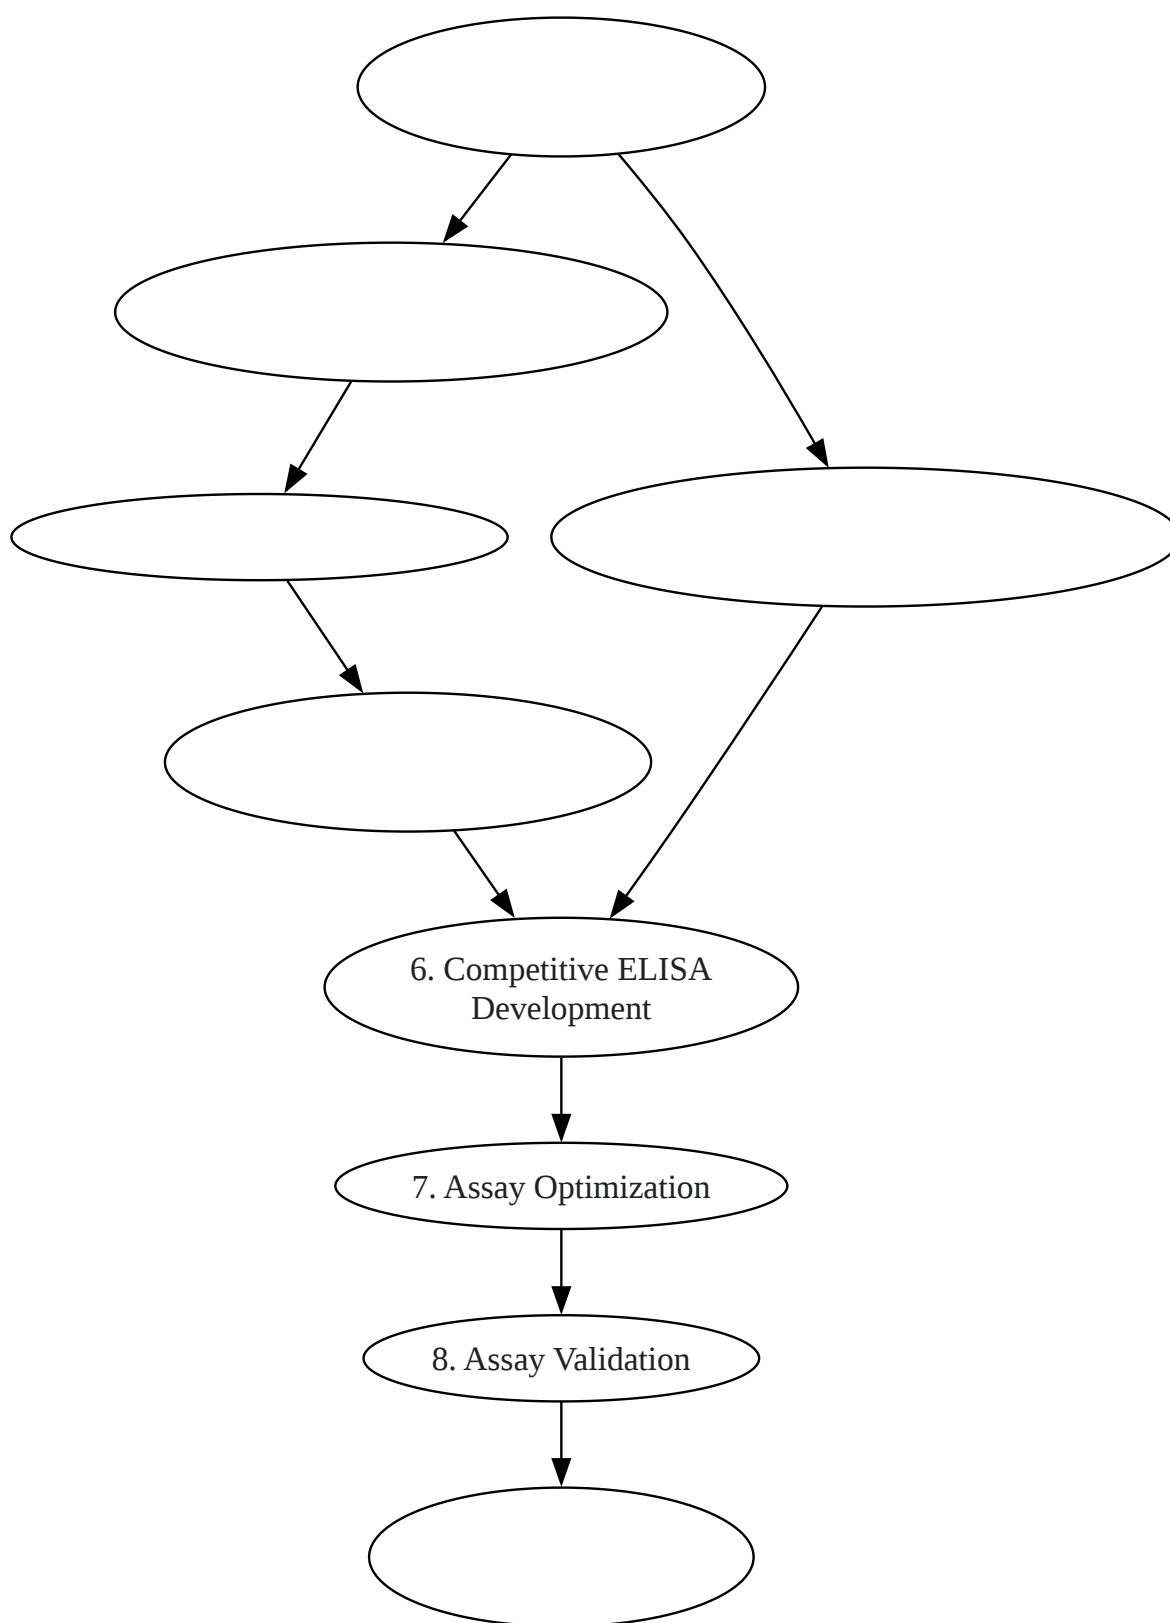 6. Competitive ELISA
Development
7. Assay Optimization
8. Assay Validation